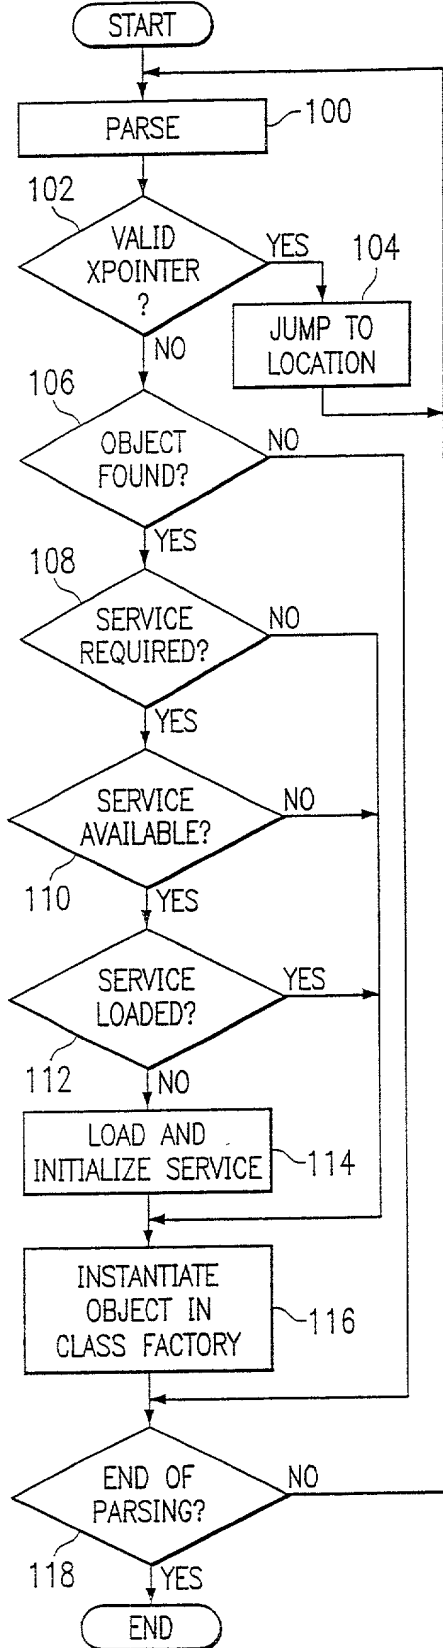 START
PARSE
100
102
VALID
XPOINTER
?
YES
104
JUMP TO
LOCATION
NO
106
OBJECT
FOUND?
NO
YES
108
SERVICE
REQUIRED?
NO
YES
SERVICE
AVAILABLE?
NO
110
YES
SERVICE
LOADED?
YES
112
NO
LOAD AND
INITIALIZE SERVICE
114
INSTANTIATE
OBJECT IN
CLASS FACTORY
116
END OF
PARSING?
NO
118
YES
END